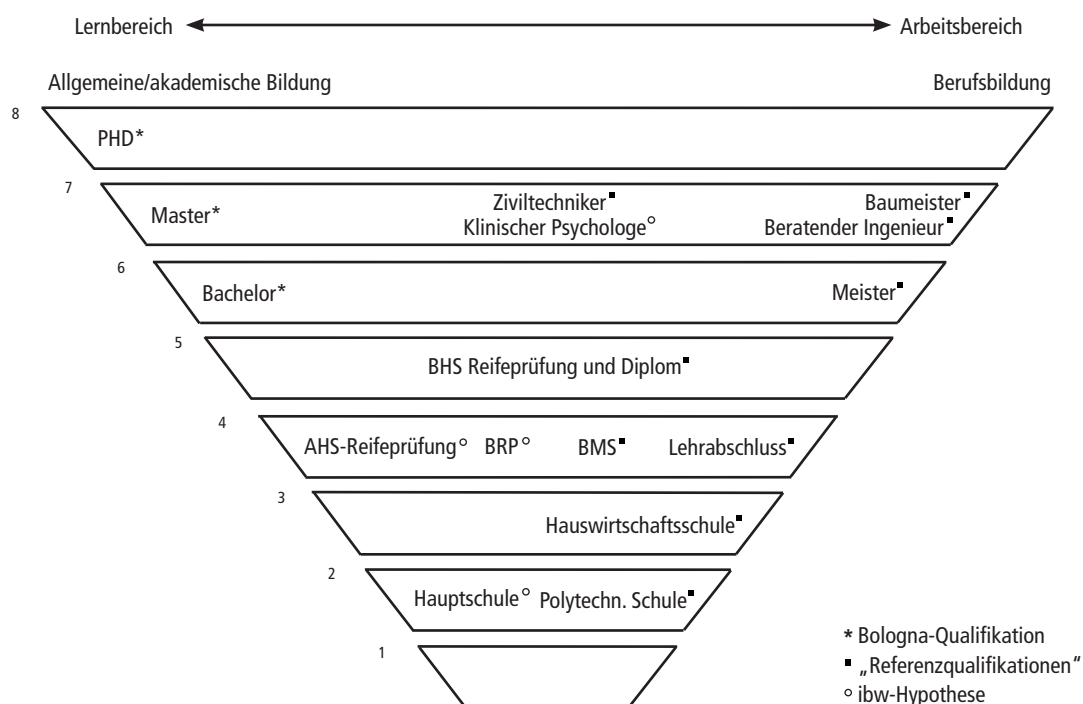 Lernbereich Arbeitsbereich
Allgemeine/akademische Bildung Berufsbildung
8
PHD*
7
Ziviltechniker▪ Baumeister▪
Master*
Klinischer Psychologe° Beratender Ingenieur▪
6
Bachelor* Meister▪
5
BHS Reifeprüfung und Diplom▪
4
AHS-Reifeprüfung° BRP° BMS▪ Lehrabschluss▪
3
Hauswirtschaftsschule▪
2
Hauptschule° Polytechn. Schule▪
1
* Bologna-Qualifikation
▪ „Referenzqualifikationen"
° ibw-Hypothese